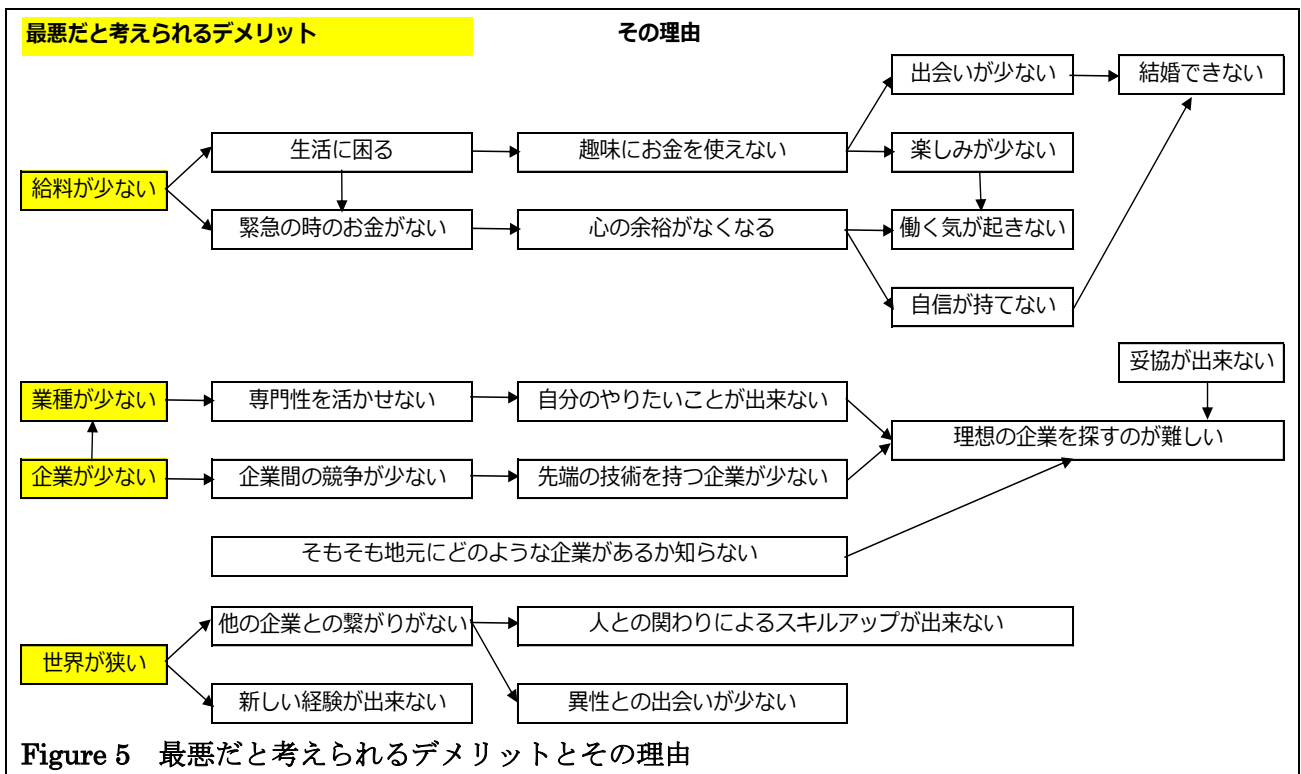 最悪だと考えられるデメリット
その理由
出会いが少ない
結婚できない
生活に困る
趣味にお金を使えない
楽しみが少ない
給料が少ない
緊急の時のお金がない
心の余裕がなくなる
働く気が起きない
自信が持てない
妥協が出来ない
業種が少ない
専門性を活かせない
自分のやりたいことが出来ない
理想の企業を探すのが難しい
企業が少ない
企業間の競争が少ない
先端の技術を持つ企業が少ない
そもそも地元にどのような企業があるか知らない
他の企業との繋がりがない
人との関わりによるスキルアップが出来ない
世界が狭い
新しい経験が出来ない
異性との出会いが少ない
Figure 5　最悪だと考えられるデメリットとその理由